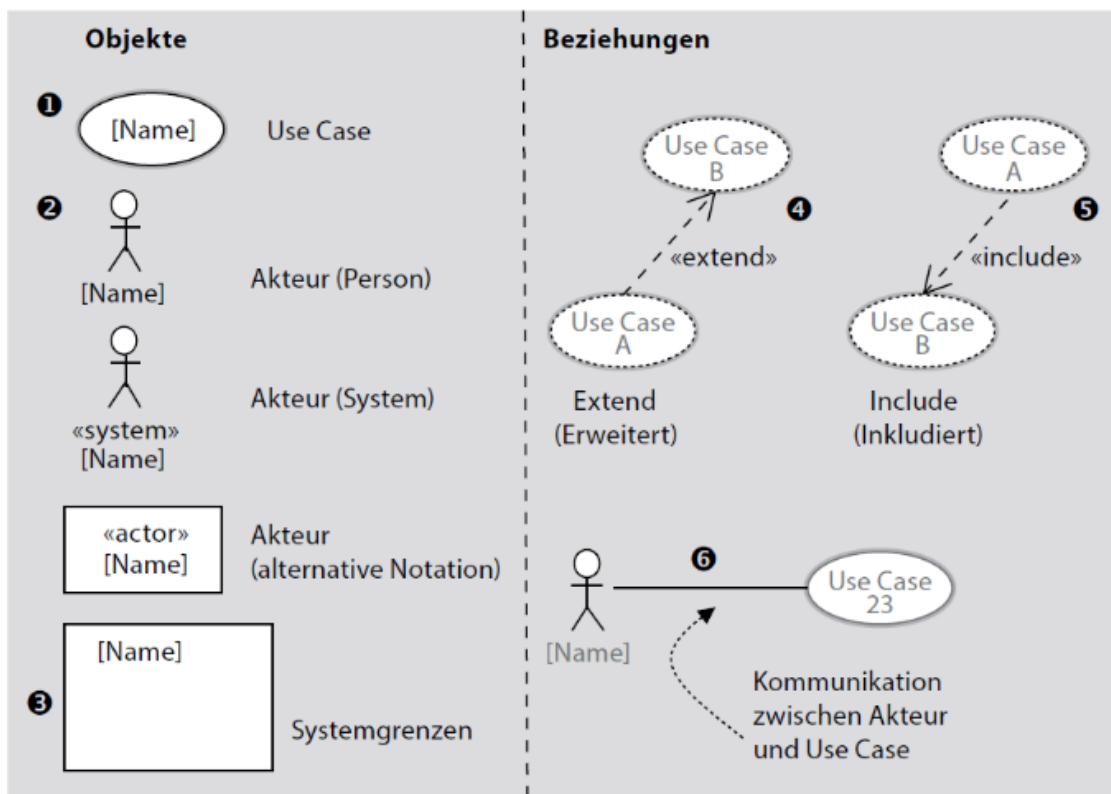 Objekte
❶
[Name]
Use Case
❷
[Name]
Akteur (Person)
«system»
[Name]
Akteur (System)
«actor»
[Name]
Akteur
(alternative Notation)
❸
[Name]
Systemgrenzen
Beziehungen
Use Case
B
❹
«extend»
Use Case
A
Extend
(Erweitert)
Use Case
A
❺
«include»
Use Case
B
Include
(Inkludiert)
❻
[Name]
Use Case
23
Kommunikation
zwischen Akteur
und Use Case